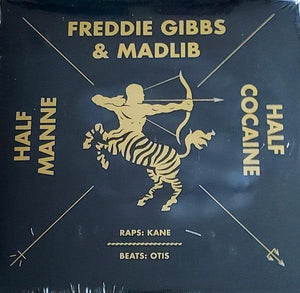 FREDDIE GIBBS
& MADLIB
HALF
MANNE
HALF
COCAINE
RAPS: KANE
BEATS: OTIS